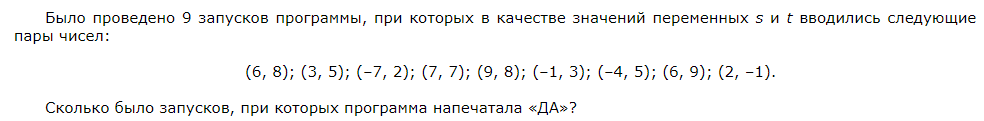 Было проведено 9 запусков программы, при которых в качестве значений переменных s и t вводились следующие
пары чисел:
(6, 8); (3, 5); (–7, 2); (7, 7); (9, 8); (–1, 3); (–4, 5); (6, 9); (2, –1).
Сколько было запусков, при которых программа напечатала «ДА»?